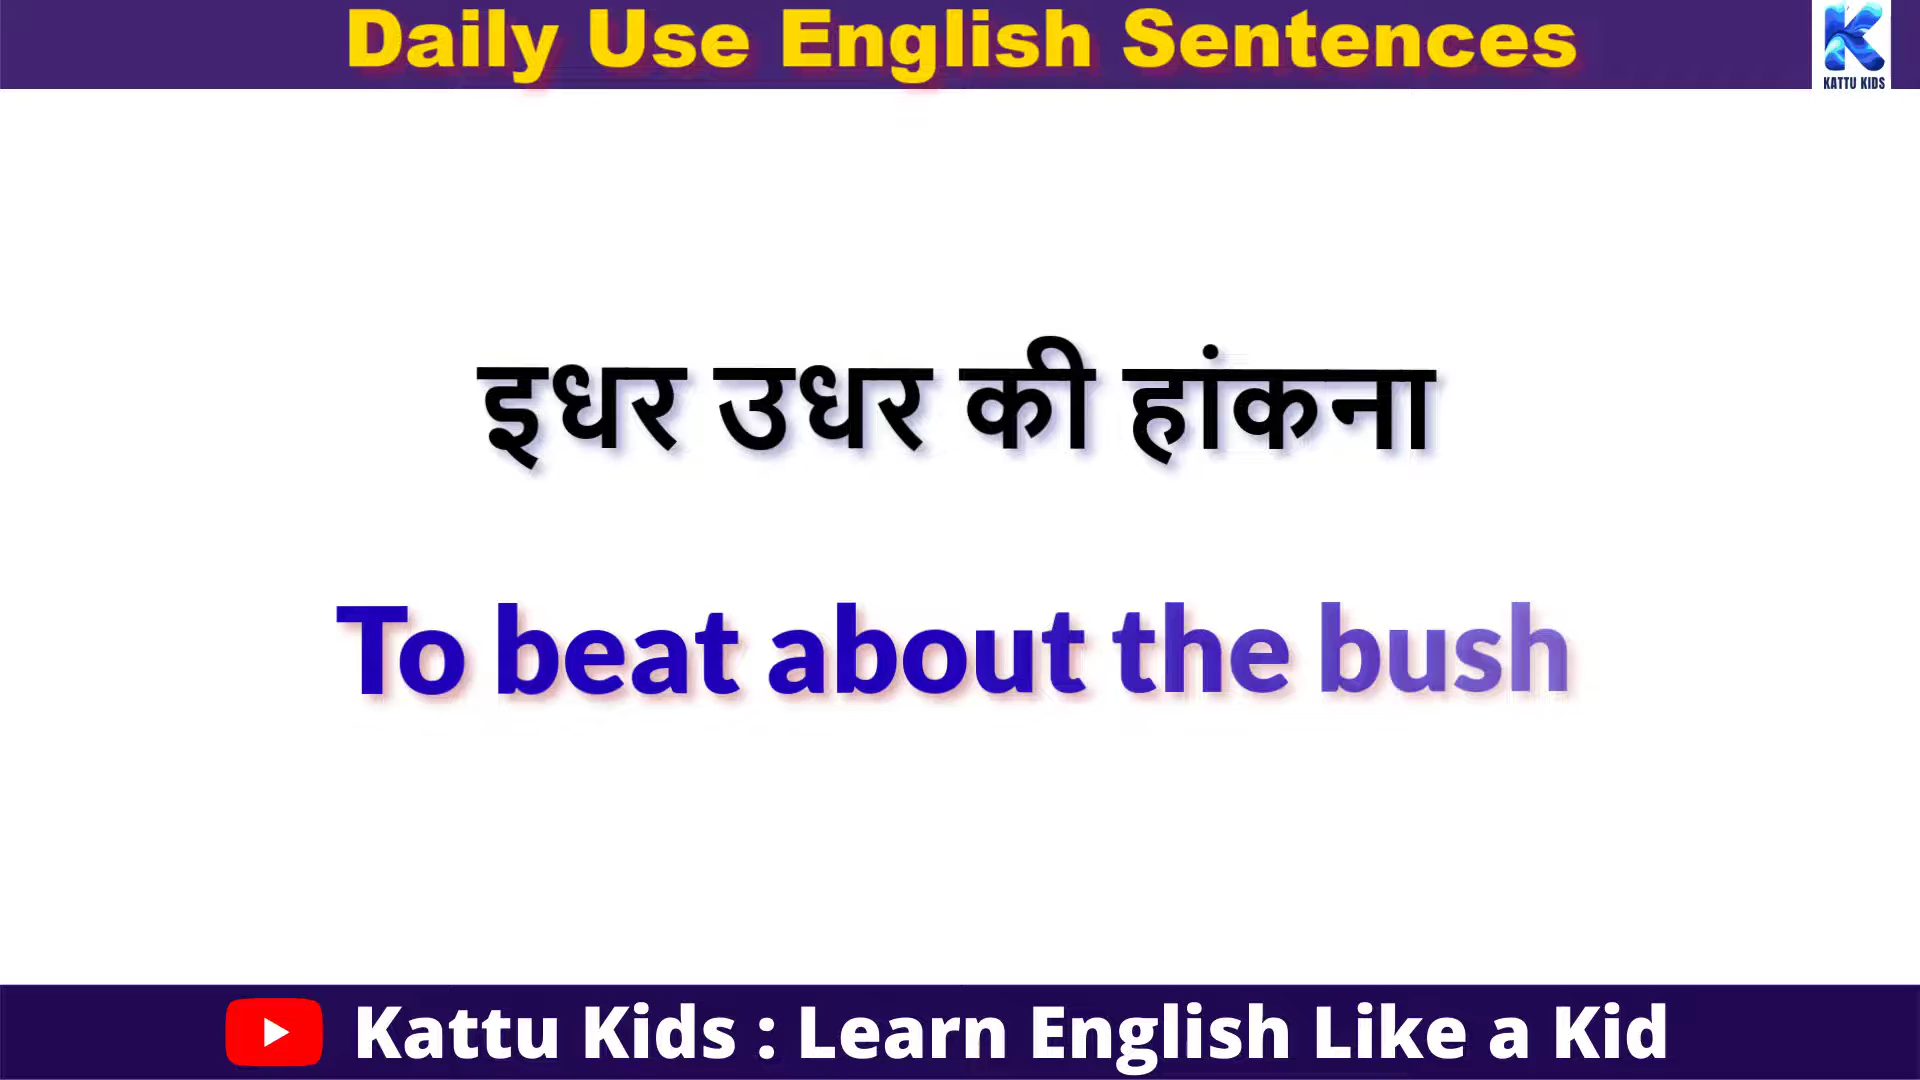 Daily Use English Sentences
KATTU KIDS
इधर उधर की हांकना
To beat about the bush
Kattu Kids : Learn English Like a Kid